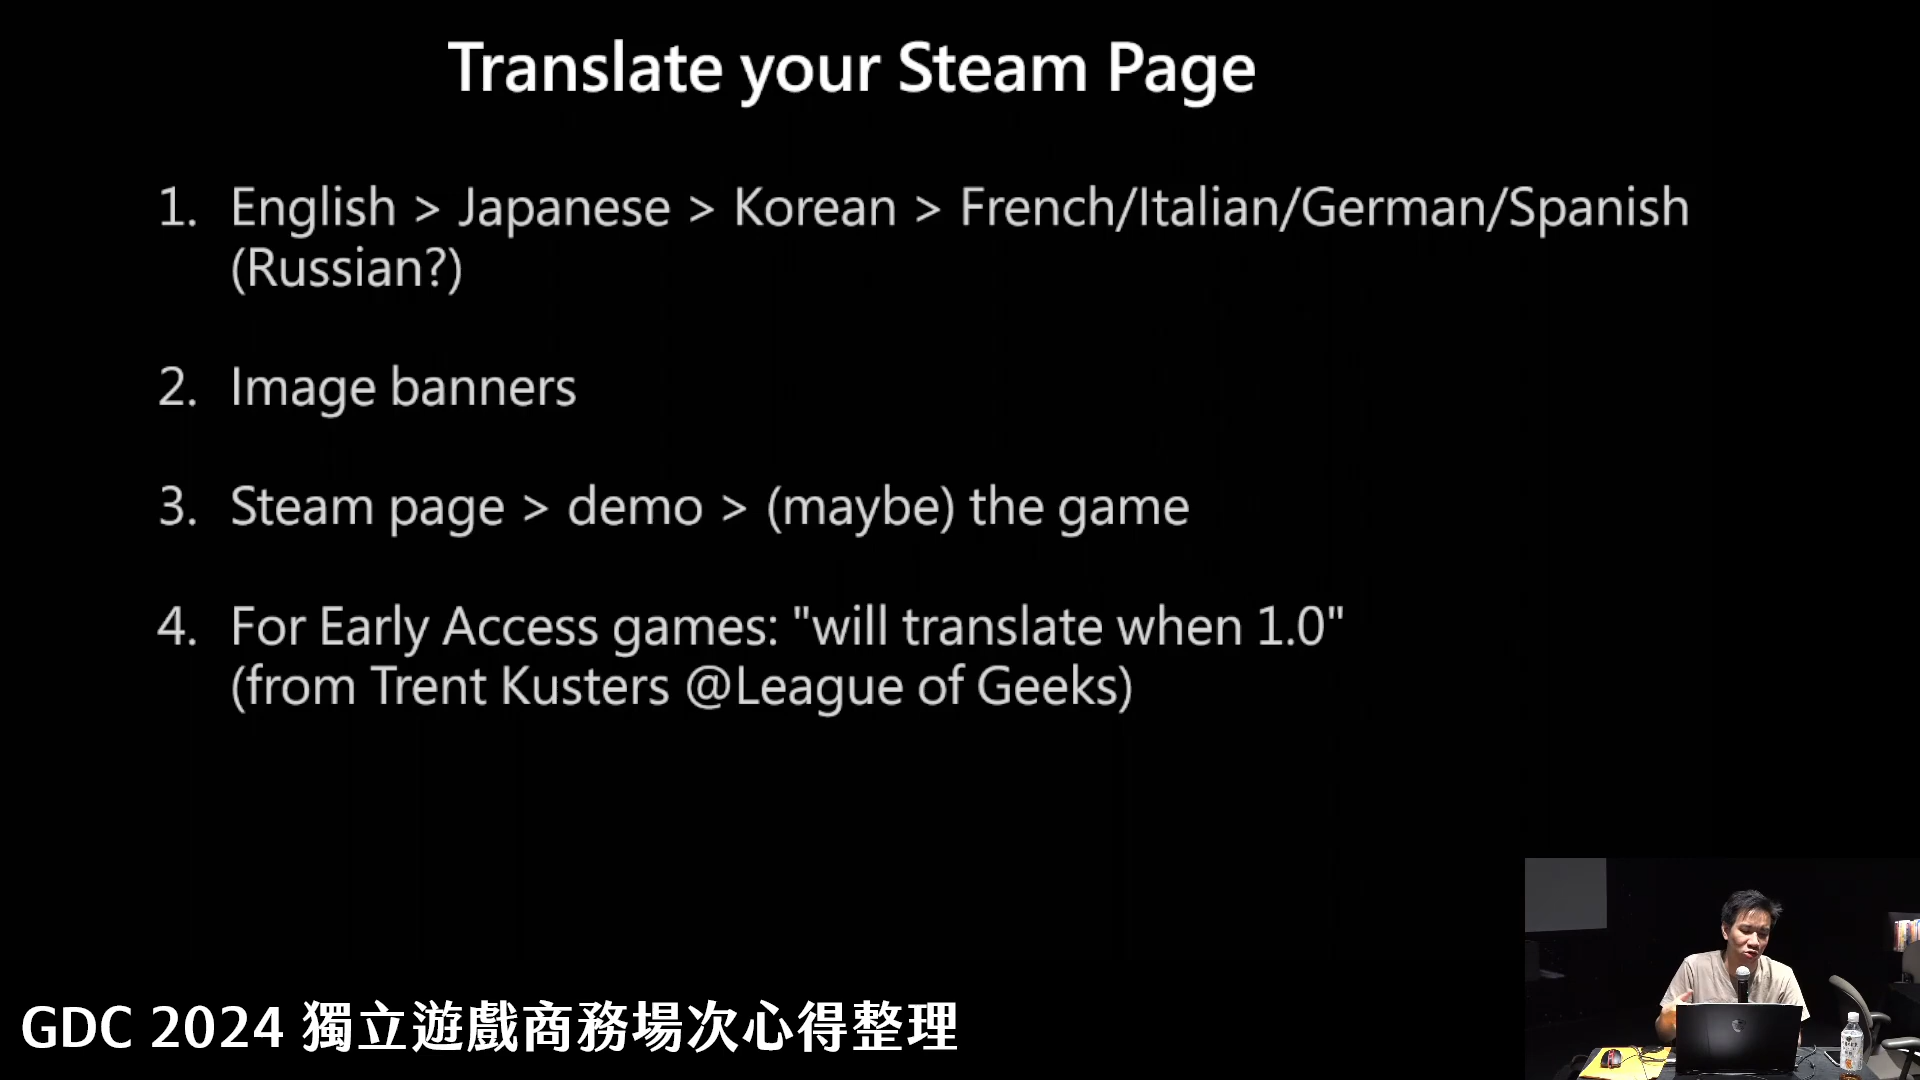 Translate your Steam Page
1. English > Japanese > Korean > French/Italian/German/Spanish
(Russian?)
2. Image banners
3. Steam page > demo > (maybe) the game
4. For Early Access games: "will translate when 1.0"
(from Trent Kusters @League of Geeks)
GDC 2024 獨立遊戲商務場次心得整理